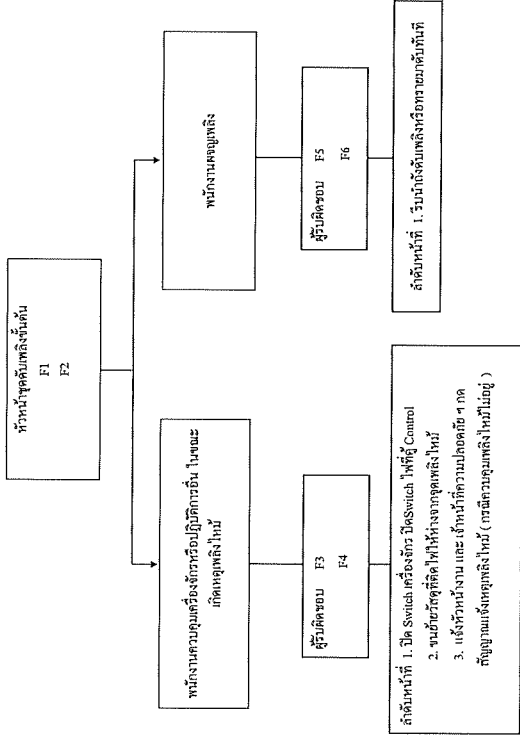 หัวหน้าชุดดับเพลิงขั้นต้น
F1
F2
พนักงานควบคุมเครื่องจักรหรือปฏิบัติการอื่น ในขณะ
เกิดเหตุเพลิงไหม้
ผู้รับผิดชอบ F3
F4
ลำดับหน้าที่ 1. ปิด Switch เครื่องจักร ปิดSwitch ไฟที่ตู้ Control
2. ขนย้ายวัสดุที่ติดไฟให้ห่างจากจุดเพลิงไหม้
3. แจ้งหัวหน้างาน และ เจ้าหน้าที่ความปลอดภัย ฯ กด
สัญญาณแจ้งเหตุเพลิงไหม้ ( กรณีควบคุมเพลิงไหม้ไม่อยู่ )
พนักงานผจญเพลิง
ผู้รับผิดชอบ F5
F6
ลำดับหน้าที่ 1. รีบนำถังดับเพลิงหรือทรายมาดับทันที